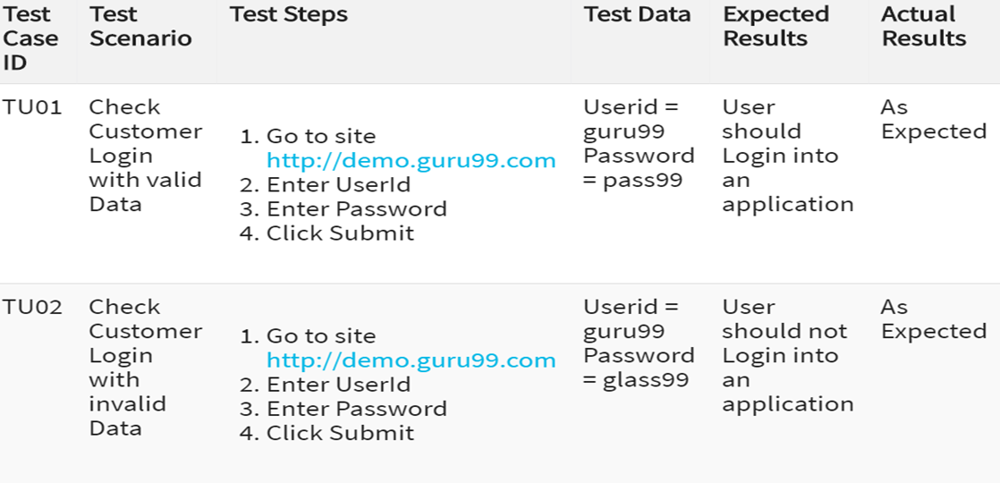 Test Case ID
Test Scenario
Test Steps
Test Data
Expected Results
Actual Results
TU01
Check
Customer
Login
with valid
Data
1. Go to site
http://demo.guru99.com
2. Enter UserId
3. Enter Password
4. Click Submit
Userid =
guru99
Password
= pass99
User
should
Login into
an
application
As
Expected
TU02
Check
Customer
Login
with
invalid
Data
1. Go to site
http://demo.guru99.com
2. Enter UserId
3. Enter Password
4. Click Submit
Userid =
guru99
Password
= glass99
User
should not
Login into
an
application
As
Expected